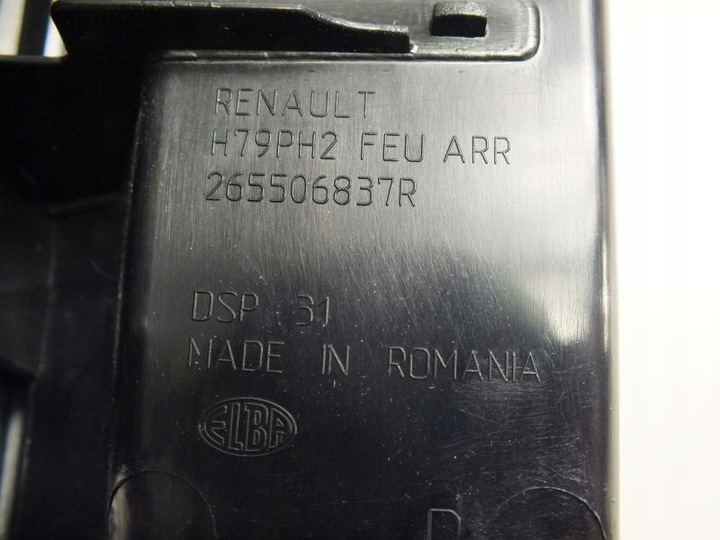 RENAULT
H79PH2 FEU ARR
265506837R
DSP 31
MADE IN ROMANIA
ELBA